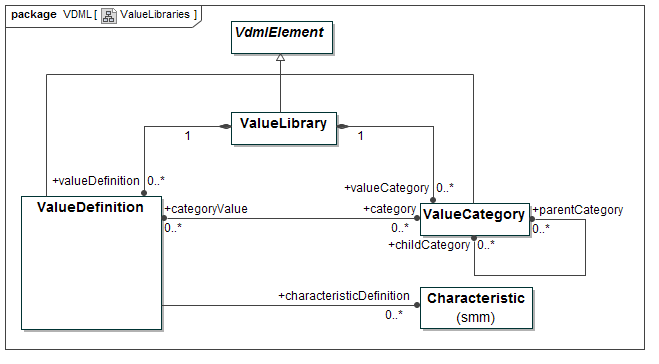 package VDML [ ValueLibraries ]
VdmlElement
ValueLibrary
1
1
+valueDefinition 0..*
+valueCategory 0..*
ValueDefinition
+categoryValue
0..*
+category
0..*
ValueCategory
+parentCategory
0..*
+childCategory 0..*
+characteristicDefinition
0..*
Characteristic
(smm)